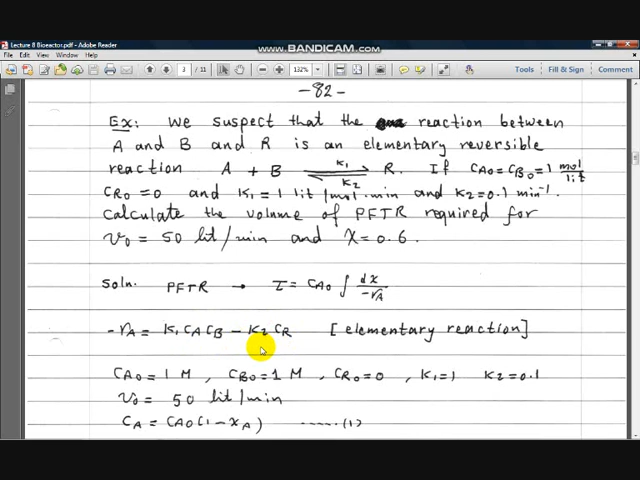 Lecture 8 Bioreactor.pdf - Adobe Reader
WWW.BANDICAM.COM
File Edit View Window Help
3 / 11
132%
Tools Fill & Sign Comment
-82-
Ex: We suspect that the reaction between
A and B and R is an elementary reversible
reaction A + B ⇌ R. If CA0=CB0=1 mol/lit
K1
K2
CR0=0 and K1=1 lit/mol.min and K2=0.1 min⁻¹.
Calculate the volume of PFTR required for
V0= 50 lit/min and X=0.6.
Soln. PFTR → τ= CA0 ∫ dx/-rA
-rA= K1 CA CB - K2 CR [elementary reaction]
CA0=1 M, CB0=1 M, CR0=0, K1=1 K2=0.1
V0= 50 lit/min
CA= CA0(1-XA) ......(1)